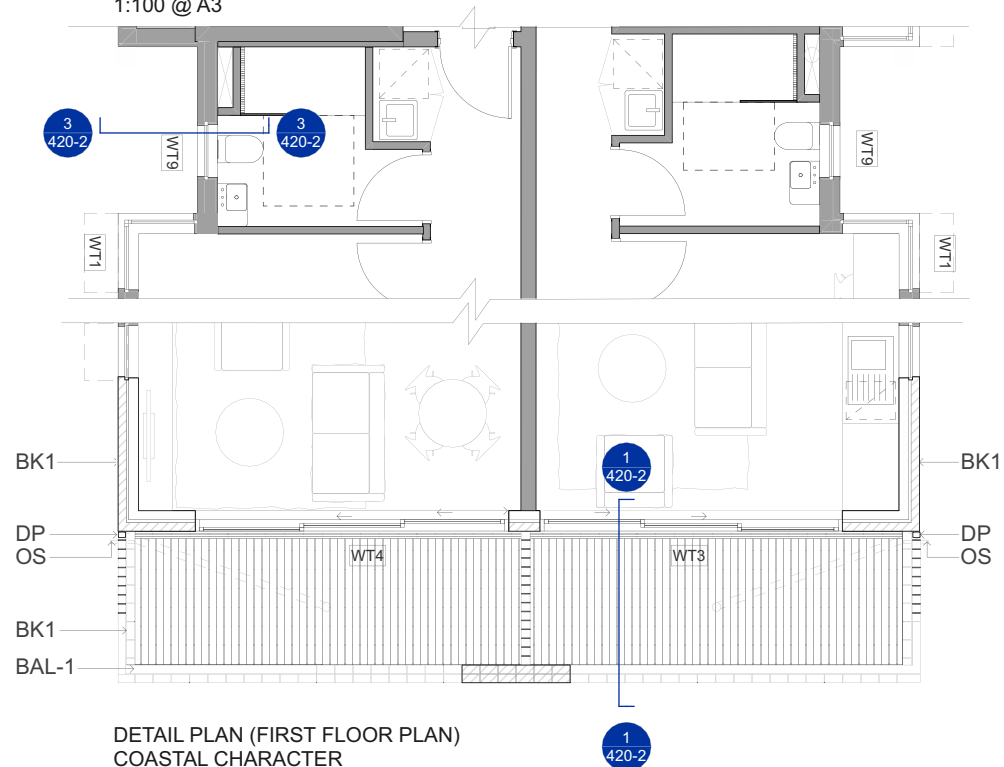 1:100 @ A3
3
420-2
3
420-2
WT9
WT9
WT1
WT1
BK1
1
420-2
BK1
DP
OS
WT4
WT3
DP
OS
BK1
BAL-1
DETAIL PLAN (FIRST FLOOR PLAN)
COASTAL CHARACTER
1
420-2